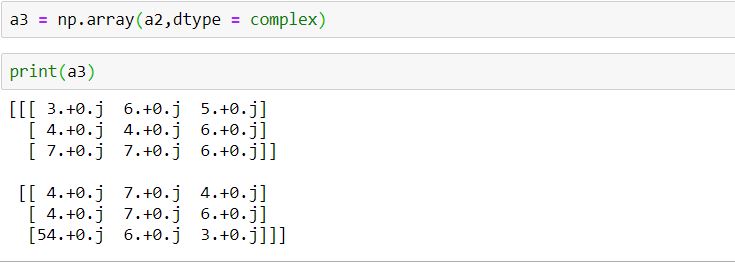 a3 = np.array(a2,dtype = complex)
print(a3)
[[[ 3.+0.j  6.+0.j  5.+0.j]
  [ 4.+0.j  4.+0.j  6.+0.j]
  [ 7.+0.j  7.+0.j  6.+0.j]]
 [[ 4.+0.j  7.+0.j  4.+0.j]
  [ 4.+0.j  7.+0.j  6.+0.j]
  [54.+0.j  6.+0.j  3.+0.j]]]